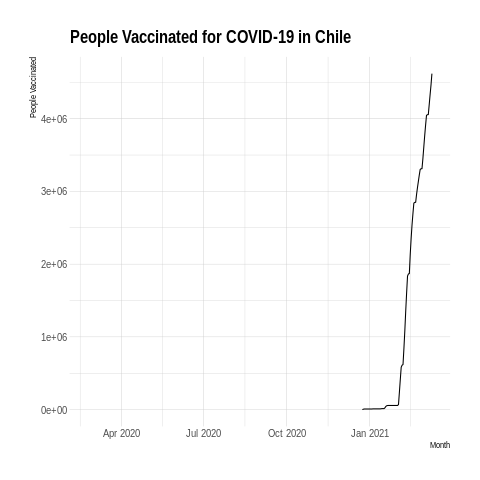 People Vaccinated for COVID-19 in Chile
People Vaccinated
4e+06
3e+06
2e+06
1e+06
0e+00
Apr 2020
Jul 2020
Oct 2020
Jan 2021
Month